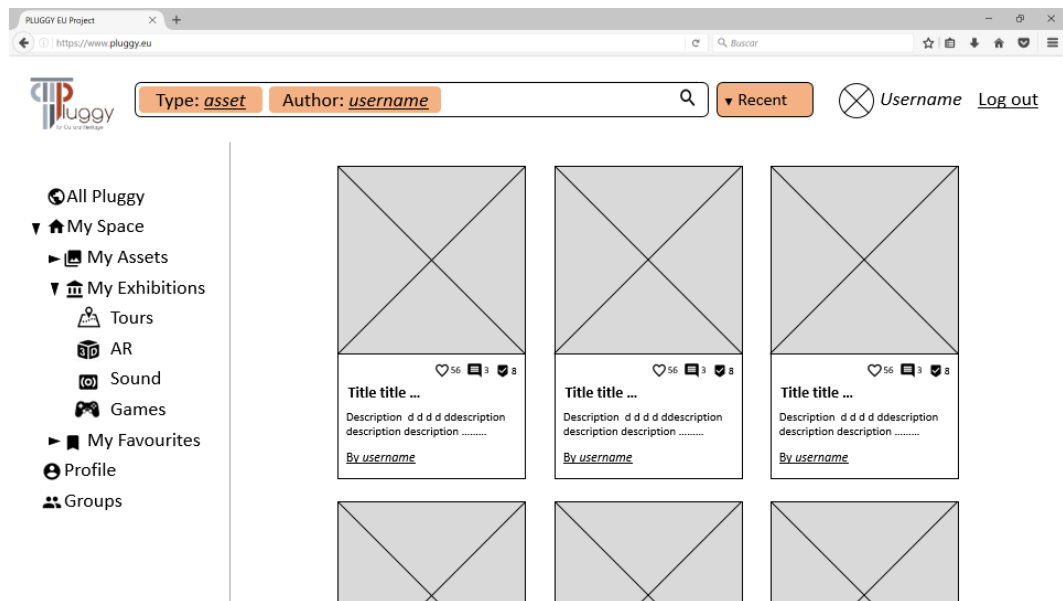 PLUGGY EU Project
https://www.pluggy.eu
Buscar
Pluggy
Type: asset Author: username
Recent
Username Log out
All Pluggy
My Space
My Assets
My Exhibitions
Tours
3D AR
Sound
Games
My Favourites
Profile
Groups
56 3 8
Title title ...
Description d d d d ddescription
description description .........
By username
56 3 8
Title title ...
Description d d d d ddescription
description description .........
By username
56 3 8
Title title ...
Description d d d d ddescription
description description .........
By username